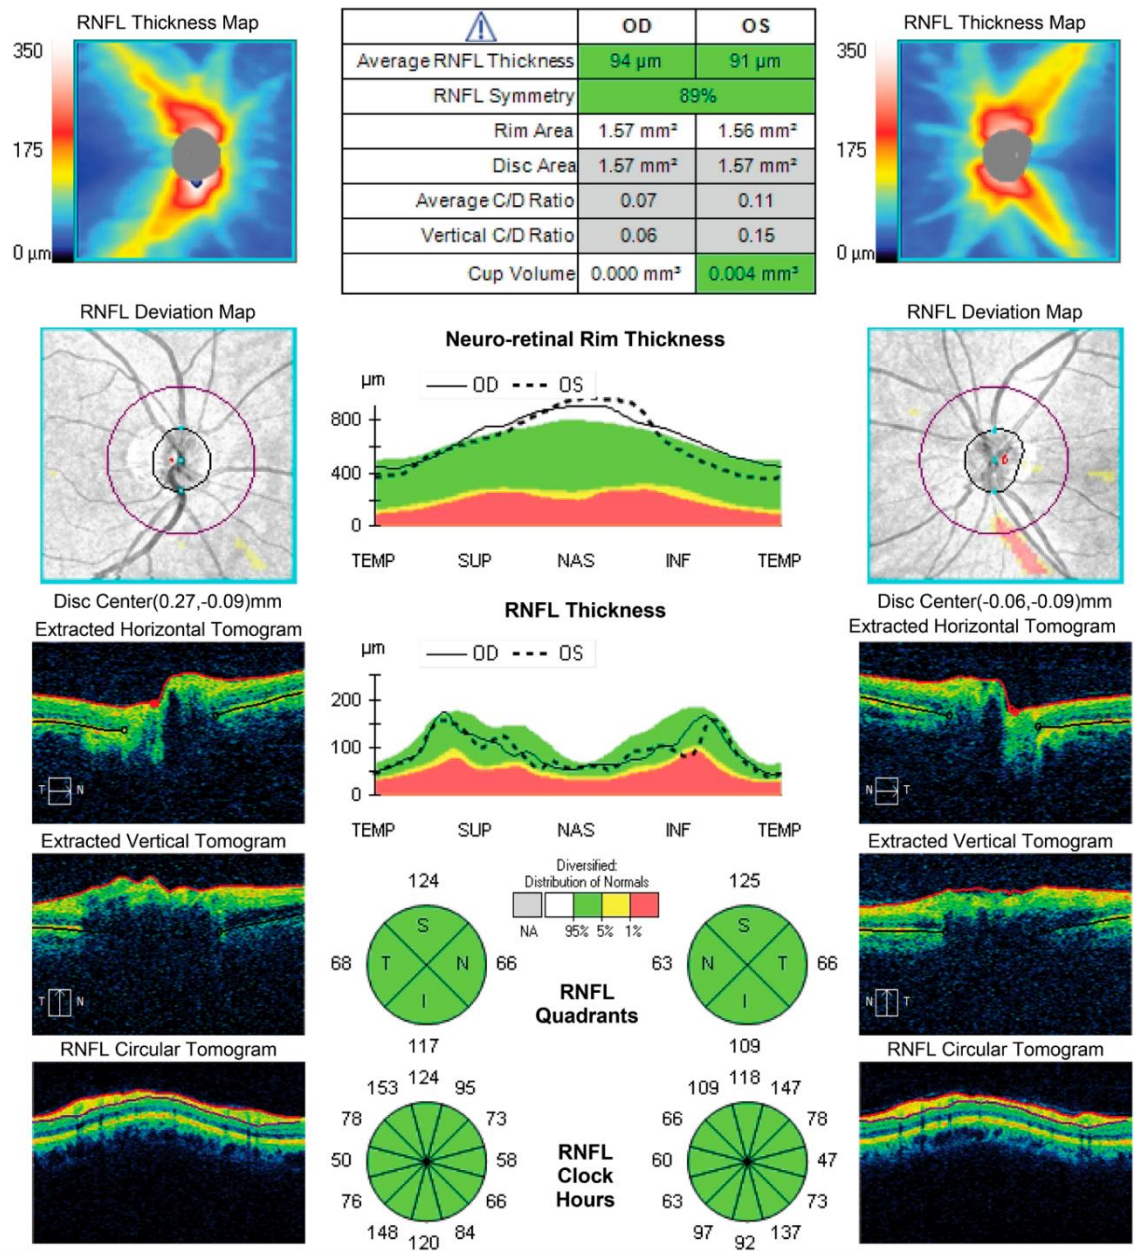 RNFL Thickness Map
350
175
0 μm
OD OS
Average RNFL Thickness 94 μm 91 μm
RNFL Symmetry 89%
Rim Area 1.57 mm² 1.56 mm²
Disc Area 1.57 mm² 1.57 mm²
Average C/D Ratio 0.07 0.11
Vertical C/D Ratio 0.06 0.15
Cup Volume 0.000 mm³ 0.004 mm³
RNFL Thickness Map
350
175
0 μm
RNFL Deviation Map
Disc Center(0.27,-0.09)mm
Neuro-retinal Rim Thickness
μm
OD OS
800
400
0
TEMP SUP NAS INF TEMP
RNFL Deviation Map
Disc Center(-0.06,-0.09)mm
Extracted Horizontal Tomogram
T N
RNFL Thickness
μm
OD OS
200
100
0
TEMP SUP NAS INF TEMP
Extracted Horizontal Tomogram
N T
Extracted Vertical Tomogram
T N
Diversified:
Distribution of Normals
NA 95% 5% 1%
124
S
68 T N 66
I
117
RNFL
Quadrants
125
S
63 N T 66
I
109
Extracted Vertical Tomogram
N T
RNFL Circular Tomogram
124
153 95
78 73
50 58
76 66
148 84
120
RNFL
Clock
Hours
118
109 147
66 78
60 47
63 73
97 137
92
RNFL Circular Tomogram